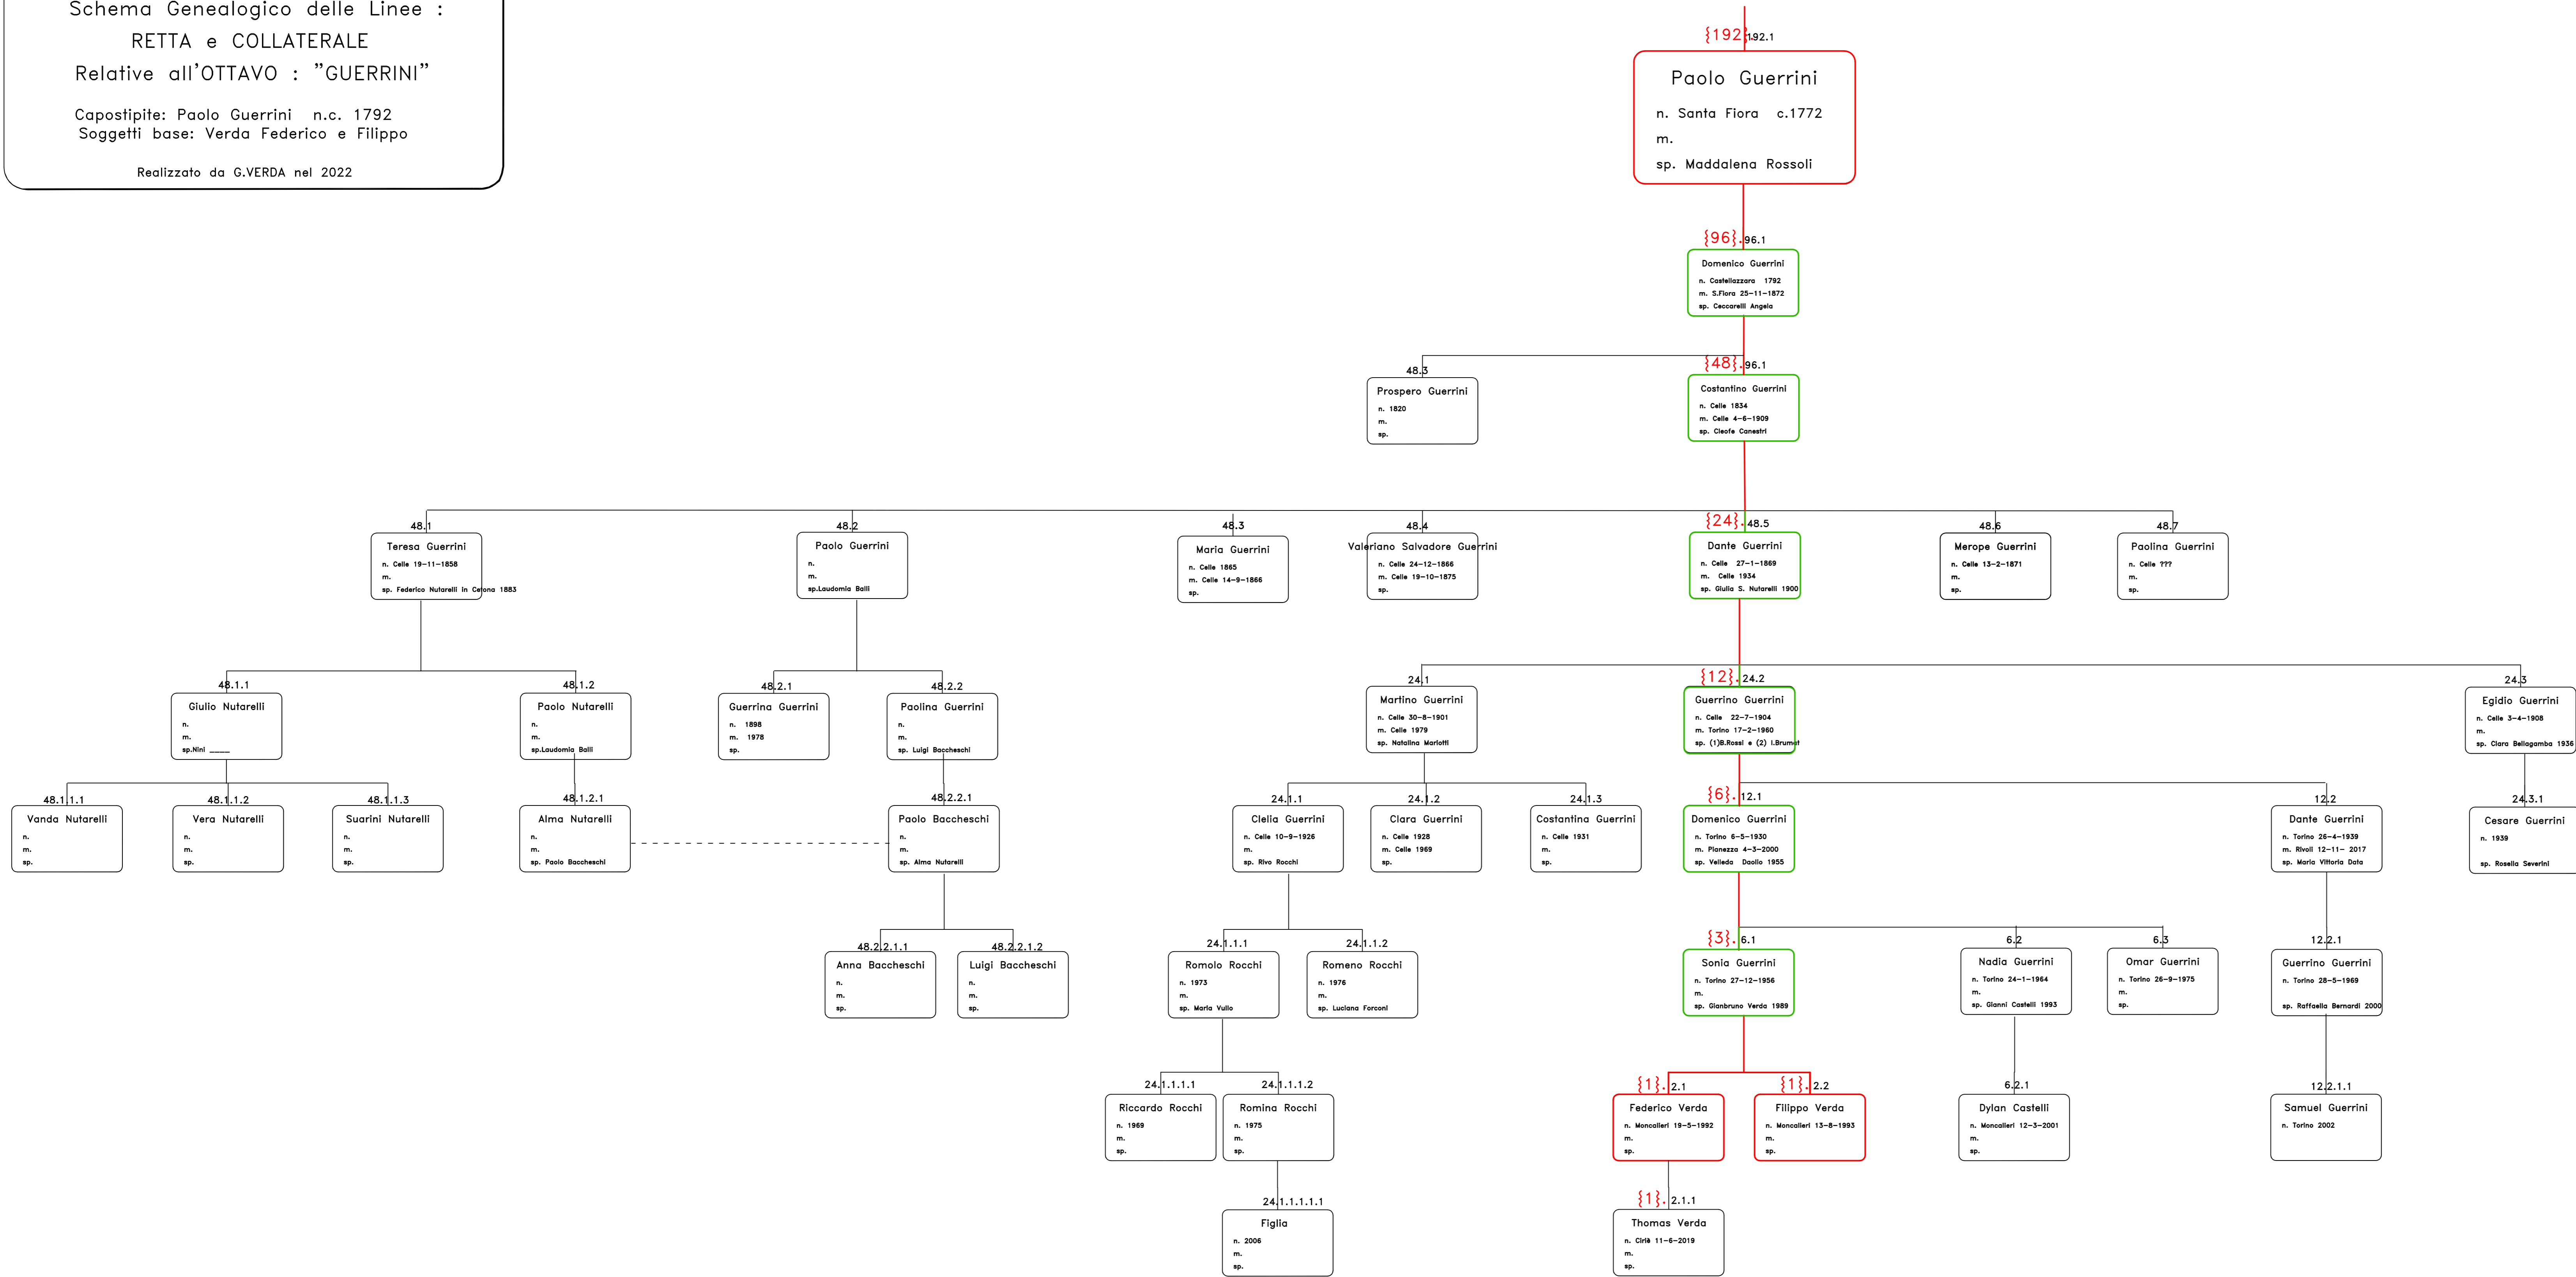 Schema Genealogico delle Linee :
RETTA e COLLATERALE
Relative all'OTTAVO : "GUERRINI"
Capostipite: Paolo Guerrini n.c. 1792
Soggetti base: Verda Federico e Filippo
Realizzato da G.VERDA nel 2022
{192}.192.1
Paolo Guerrini
n. Santa Fiora c.1772
m.
sp. Maddalena Rossoli
{96}.96.1
Domenico Guerrini
n. Castellazzara 1792
m. S.Fiora 25-11-1872
sp. Ceccarelli Angela
48.3
Prospero Guerrini
n. 1820
m.
sp.
{48}.96.1
Costantino Guerrini
n. Celle 1834
m. Celle 4-6-1909
sp. Cleofe Canestri
48.1
Teresa Guerrini
n. Celle 19-11-1858
m.
sp. Federico Nutarelli in Cetona 1883
48.2
Paolo Guerrini
n.
m.
sp.Laudomia Balli
48.3
Maria Guerrini
n. Celle 1865
m. Celle 14-9-1866
sp.
48.4
Valeriano Salvadore Guerrini
n. Celle 24-12-1866
m. Celle 19-10-1875
sp.
{24}.48.5
Dante Guerrini
n. Celle 27-1-1869
m. Celle 1934
sp. Giulia S. Nutarelli 1900
48.6
Merope Guerrini
n. Celle 13-2-1871
m.
sp.
48.7
Paolina Guerrini
n. Celle ???
m.
sp.
48.1.1
Giulio Nutarelli
n.
m.
sp.Nini ____
48.1.2
Paolo Nutarelli
n.
m.
sp.Laudomia Balli
48.2.1
Guerrina Guerrini
n. 1898
m. 1978
sp.
48.2.2
Paolina Guerrini
n.
m.
sp. Luigi Baccheschi
24.1
Martino Guerrini
n. Celle 30-8-1901
m. Celle 1979
sp. Natalina Mariotti
{12}.24.2
Guerrino Guerrini
n. Celle 22-7-1904
m. Torino 17-2-1960
sp. (1)B.Rossi e (2) I.Brumat
24.3
Egidio Guerrini
n. Celle 3-4-1908
m.
sp. Clara Bellagamba 1936
48.1.1.1
Vanda Nutarelli
n.
m.
sp.
48.1.1.2
Vera Nutarelli
n.
m.
sp.
48.1.1.3
Suarini Nutarelli
n.
m.
sp.
48.1.2.1
Alma Nutarelli
n.
m.
sp. Paolo Baccheschi
48.2.2.1
Paolo Baccheschi
n.
m.
sp. Alma Nutarelli
24.1.1
Clelia Guerrini
n. Celle 10-9-1926
m.
sp. Rivo Rocchi
24.1.2
Clara Guerrini
n. Celle 1928
m. Celle 1969
sp.
24.1.3
Costantina Guerrini
n. Celle 1931
m.
sp.
{6}.12.1
Domenico Guerrini
n. Torino 6-5-1930
m. Pianezza 4-3-2000
sp. Velleda Daolio 1955
12.2
Dante Guerrini
n. Torino 26-4-1939
m. Rivoli 12-11- 2017
sp. Maria Vittoria Data
24.3.1
Cesare Guerrini
n. 1939
sp. Rosella Severini
48.2.2.1.1
Anna Baccheschi
n.
m.
sp.
48.2.2.1.2
Luigi Baccheschi
n.
m.
sp.
24.1.1.1
Romolo Rocchi
n. 1973
m.
sp. Maria Vullo
24.1.1.2
Romeno Rocchi
n. 1976
m.
sp. Luciana Forconi
{3}.6.1
Sonia Guerrini
n. Torino 27-12-1956
m.
sp. Gianbruno Verda 1989
6.2
Nadia Guerrini
n. Torino 24-1-1964
m.
sp. Gianni Castelli 1993
6.3
Omar Guerrini
n. Torino 26-9-1975
m.
sp.
12.2.1
Guerrino Guerrini
n. Torino 28-5-1969
sp. Raffaella Bernardi 2000
24.1.1.1.1
Riccardo Rocchi
n. 1969
m.
sp.
24.1.1.1.2
Romina Rocchi
n. 1975
m.
sp.
{1}.2.1
Federico Verda
n. Moncalieri 19-5-1992
m.
sp.
{1}.2.2
Filippo Verda
n. Moncalieri 13-8-1993
m.
sp.
6.2.1
Dylan Castelli
n. Moncalieri 12-3-2001
m.
sp.
12.2.1.1
Samuel Guerrini
n. Torino 2002
24.1.1.1.1.1
Figlia
n. 2006
m.
sp.
{1}.2.1.1
Thomas Verda
n. Ciriè 11-6-2019
m.
sp.